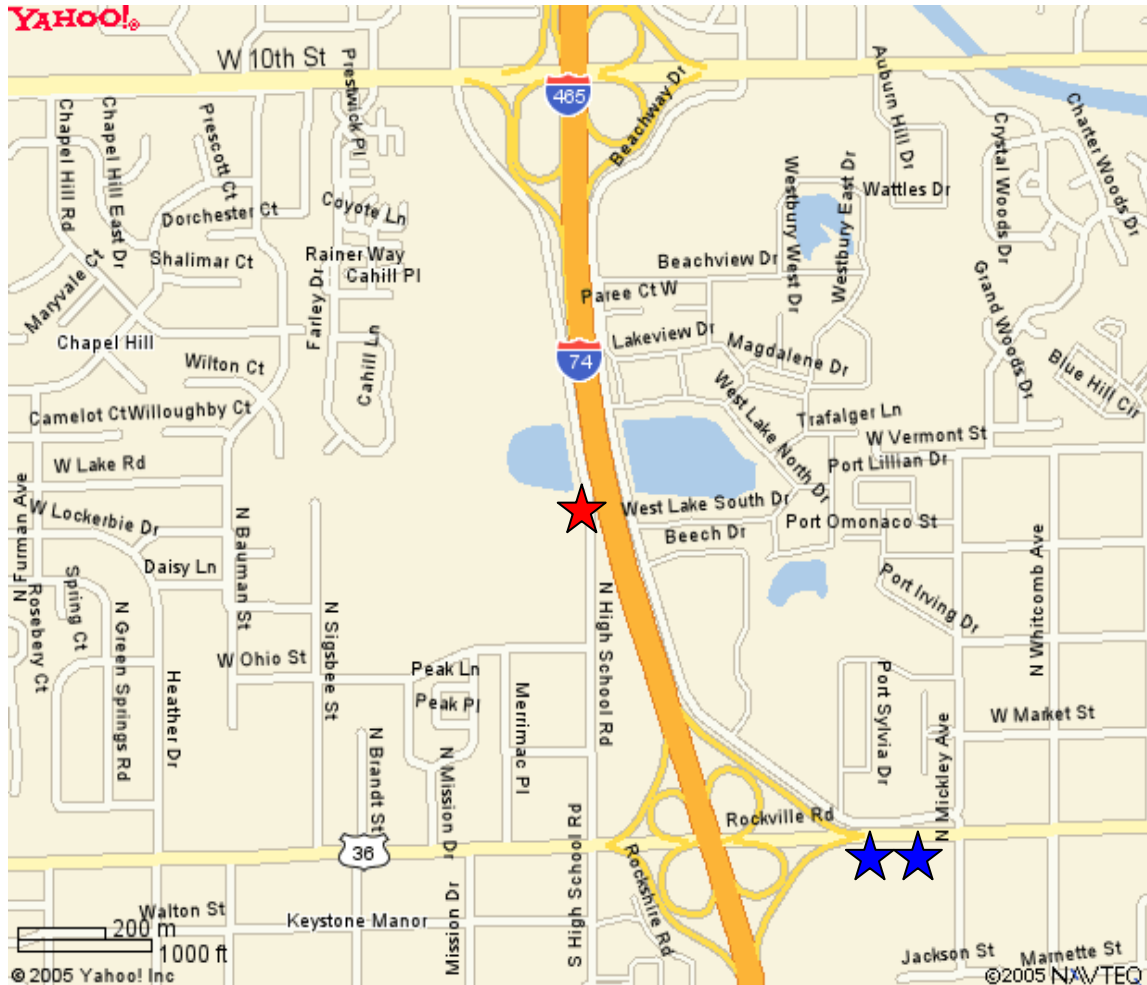 YAHOO!®
W 10th St
465
Beachway Dr
Prestwick Pl
Auburn Hill Dr
Chapel Hill Rd
Chapel Hill East Dr
Prescott Ct
Crystal Woods Dr
Charter Woods Dr
Westbury West Dr
Westbury East Dr
Wattles Dr
Coyote Ln
Dorchester Ct
Rainer Way
Shalimar Ct
Beachview Dr
Cahill Pl
Maryvale Ct
Farley Dr
Paree Ct W
Grand Woods Dr
Chapel Hill
Lakeview Dr
Magdalene Dr
74
Wilton Ct
Cahill Ln
Blue Hill Cir
West Lake North Dr
Camelot Ct
Willoughby Ct
Trafalger Ln
W Vermont St
W Lake Rd
Port Lillian Dr
N Furman Ave
W Lockerbie Dr
West Lake South Dr
N Bauman St
Beech Dr
Port Omonaco St
N Whitcomb Ave
Daisy Ln
Spring Ct
Rosebery Ct
N Green Springs Rd
N Sigsbee St
N High School Rd
Port Irving Dr
W Ohio St
Peak Ln
Heather Dr
Peak Pl
Merrimac Pl
Port Sylvia Dr
W Market St
N Mickley Ave
N Brandt St
N Mission Dr
Rockville Rd
36
S High School Rd
Rockshire Rd
Walton St
Keystone Manor
Mission Dr
200 m
1000 ft
Jackson St
Marnette St
©2005 Yahoo! Inc
©2005 NAVTEQ